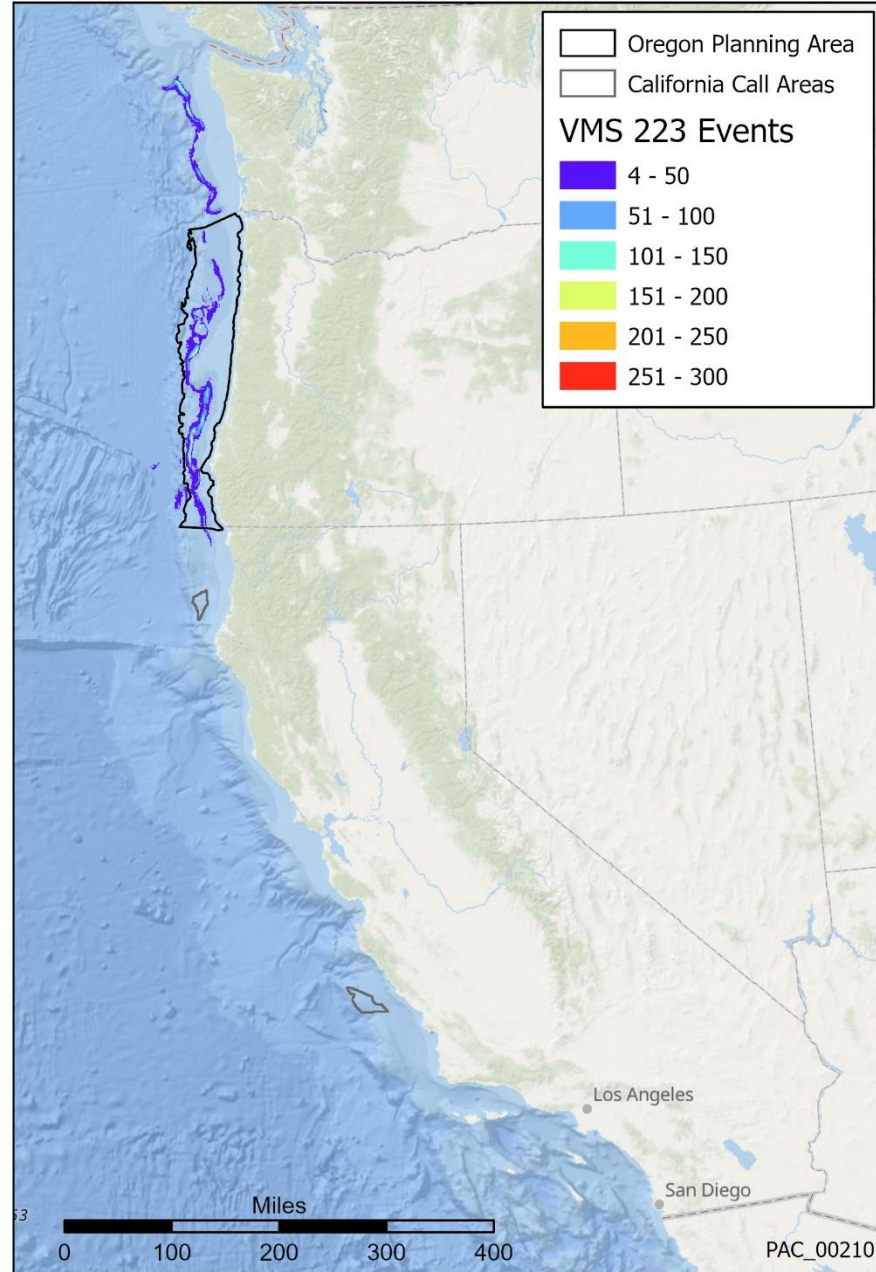 Oregon Planning Area
California Call Areas
VMS 223 Events
4 - 50
51 - 100
101 - 150
151 - 200
201 - 250
251 - 300
Los Angeles
San Diego
53
Miles
0 100 200 300 400
PAC_00210